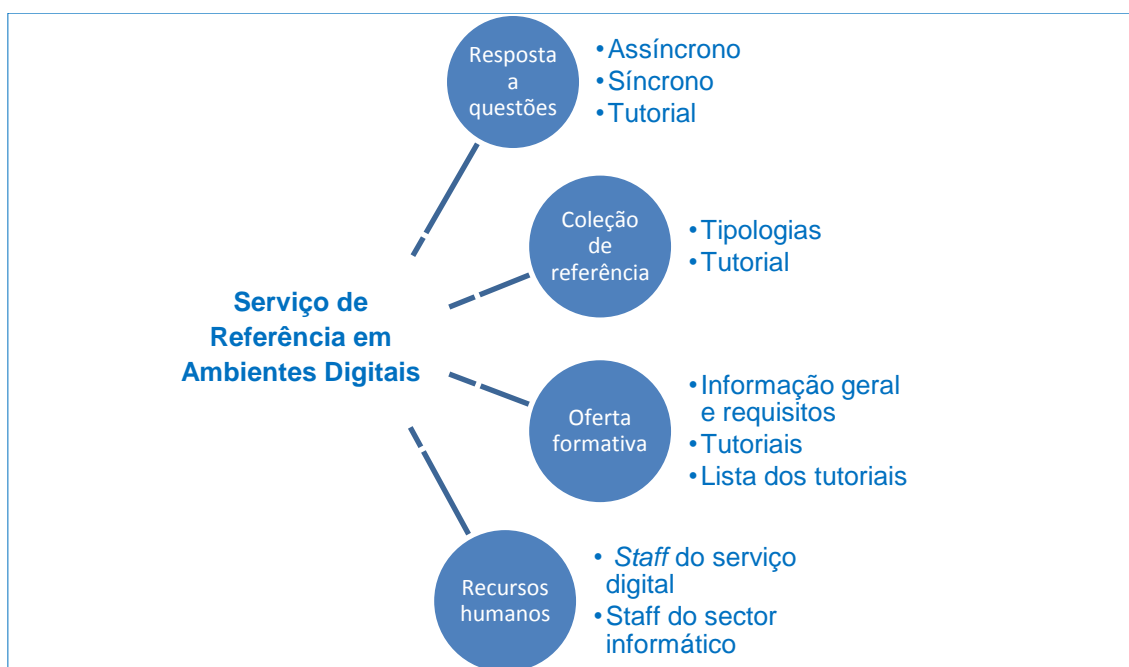 Resposta
a
questões
•Assíncrono
•Síncrono
•Tutorial
Coleção
de
referência
•Tipologias
•Tutorial
Serviço de
Referência em
Ambientes Digitais
Oferta
formativa
•Informação geral
e requisitos
•Tutoriais
•Lista dos tutoriais
Recursos
humanos
• Staff do serviço
digital
•Staff do sector
informático